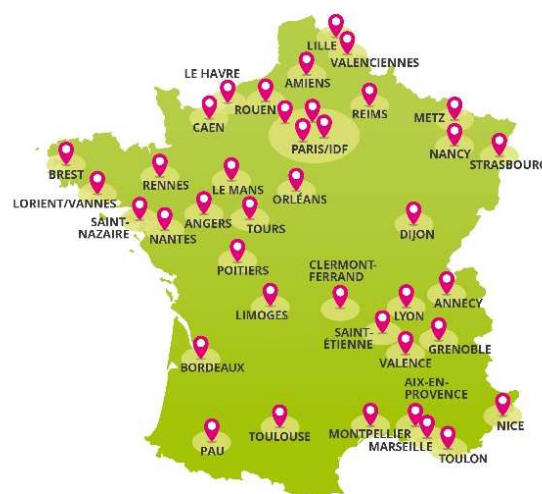 LILLE
VALENCIENNES
AMIENS
LE HAVRE
ROUEN
REIMS
CAEN
PARIS/IDF
METZ
NANCY
STRASBOURG
BREST
RENNES
LE MANS
ORLÉANS
LORIENT/VANNES
SAINT-
NAZAIRE
NANTES
ANGERS
TOURS
DIJON
POITIERS
CLERMONT-
FERRAND
ANNECY
LIMOGES
LYON
SAINT-
ÉTIENNE
GRENOBLE
VALENCE
BORDEAUX
AIX-EN-
PROVENCE
PAU
TOULOUSE
MONTPELLIER
MARSEILLE
TOULON
NICE